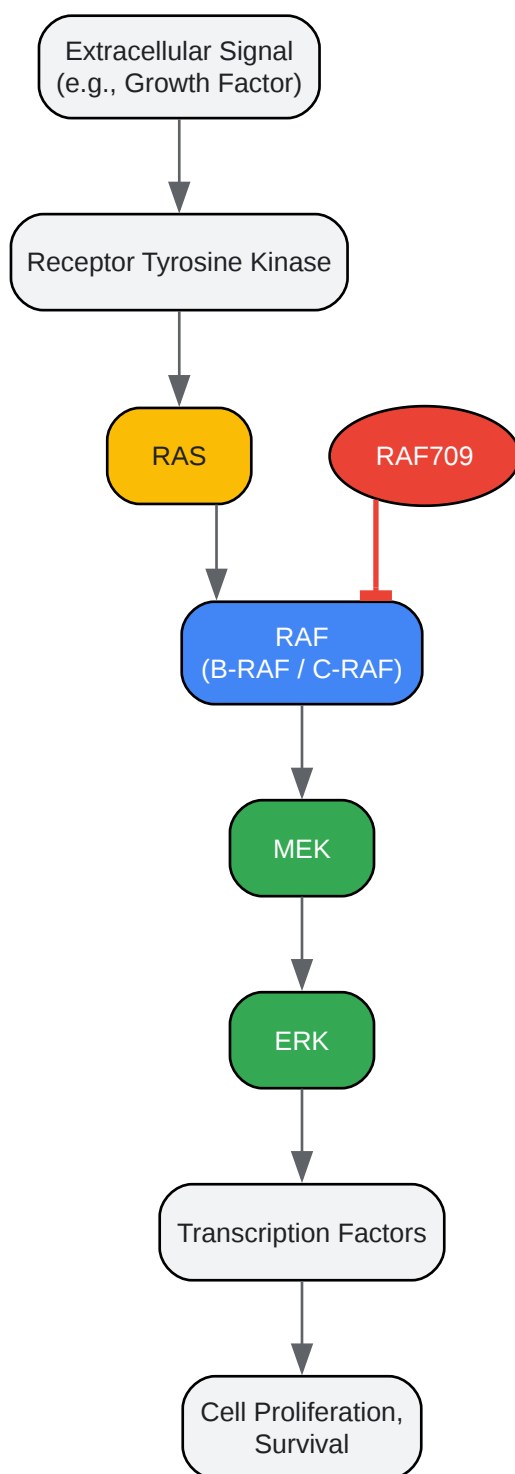 Extracellular Signal
(e.g., Growth Factor)
Receptor Tyrosine Kinase
RAS
RAF709
RAF
(B-RAF / C-RAF)
MEK
ERK
Transcription Factors
Cell Proliferation,
Survival